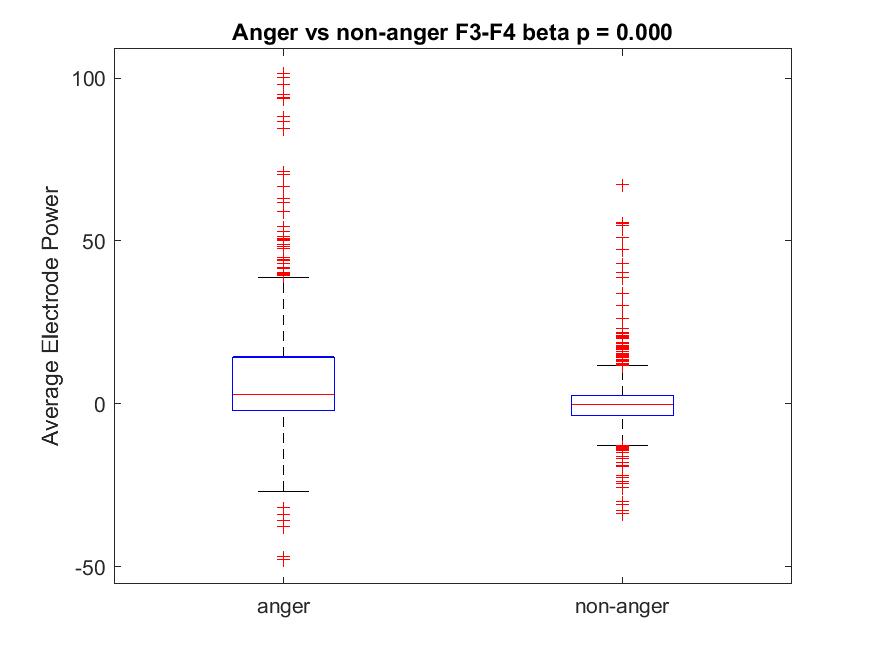 Anger vs non-anger F3-F4 beta p = 0.000
100
50
0
-50
Average Electrode Power
anger
non-anger